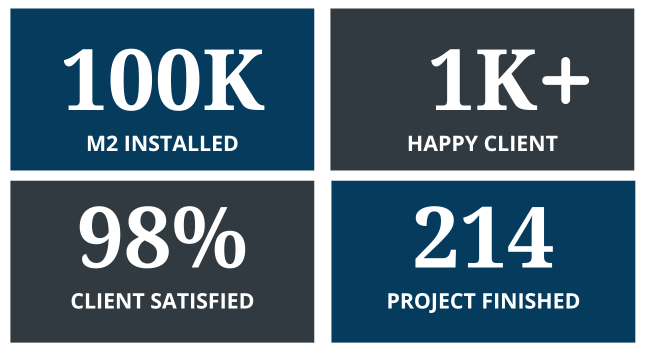 100K
M2 INSTALLED
1K+
HAPPY CLIENT
98%
CLIENT SATISFIED
214
PROJECT FINISHED